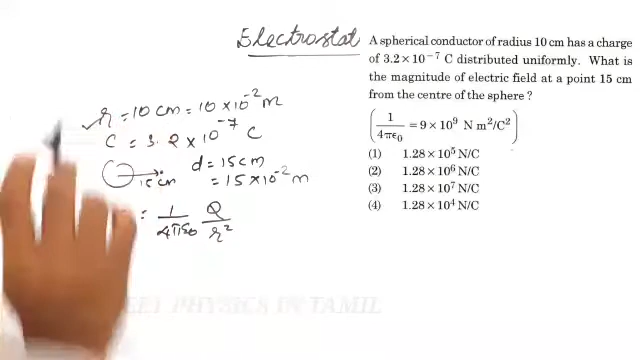 Electrostat
A spherical conductor of radius 10 cm has a charge
of 3.2 × 10⁻⁷ C distributed uniformly. What is
the magnitude of electric field at a point 15 cm
from the centre of the sphere ?
(1/4πϵ₀ = 9 × 10⁹ N m²/C²)
(1) 1.28 × 10⁵ N/C
(2) 1.28 × 10⁶ N/C
(3) 1.28 × 10⁷ N/C
(4) 1.28 × 10⁴ N/C
r = 10 cm = 10 × 10⁻² m
C = 3.2 × 10⁻⁷ C
15 cm
d = 15 cm
= 15 × 10⁻² m
= 1/4πε₀ Q/r²
NEET PHYSICS IN TAMIL